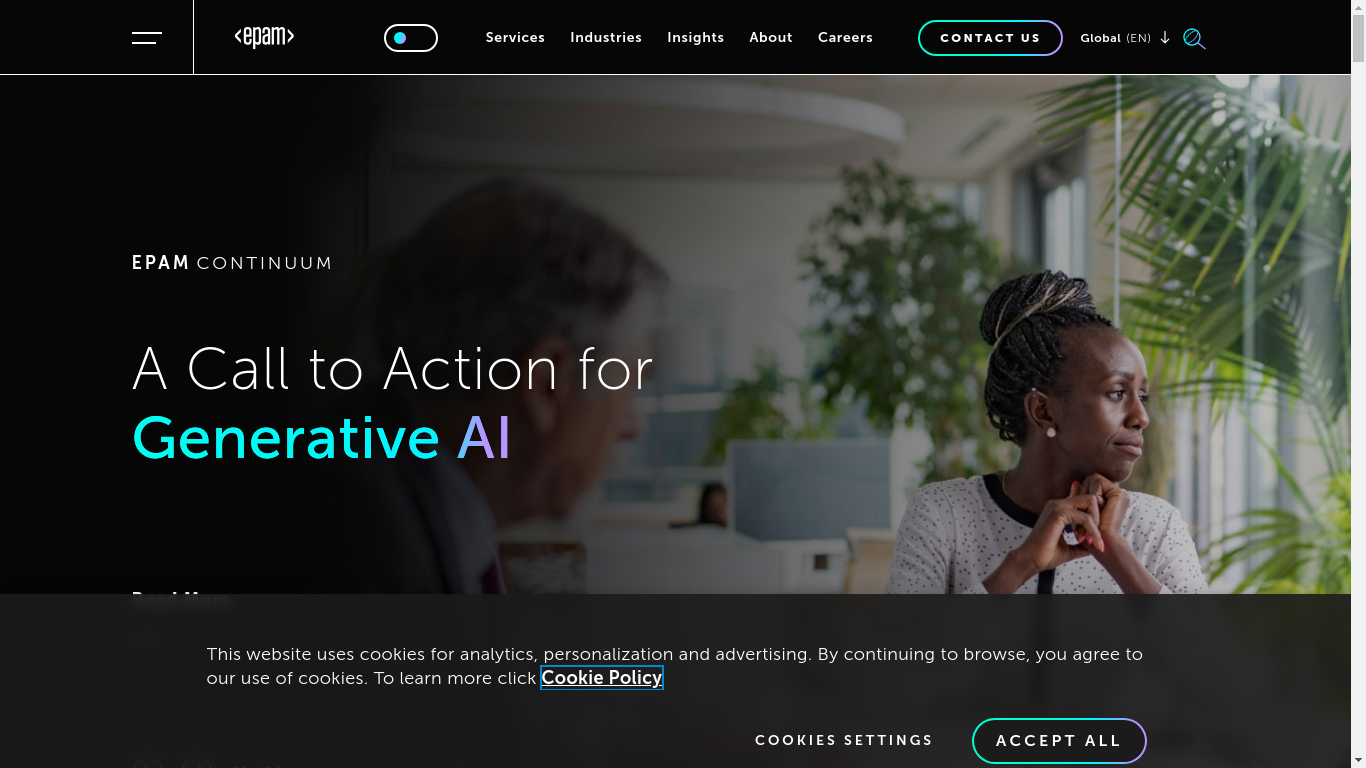 <epam>
Services
Industries
Insights
About
Careers
CONTACT US
Global (EN)
EPAM CONTINUUM
A Call to Action for
Generative AI
Read More
This website uses cookies for analytics, personalization and advertising. By continuing to browse, you agree to
our use of cookies. To learn more click Cookie Policy
COOKIES SETTINGS
ACCEPT ALL